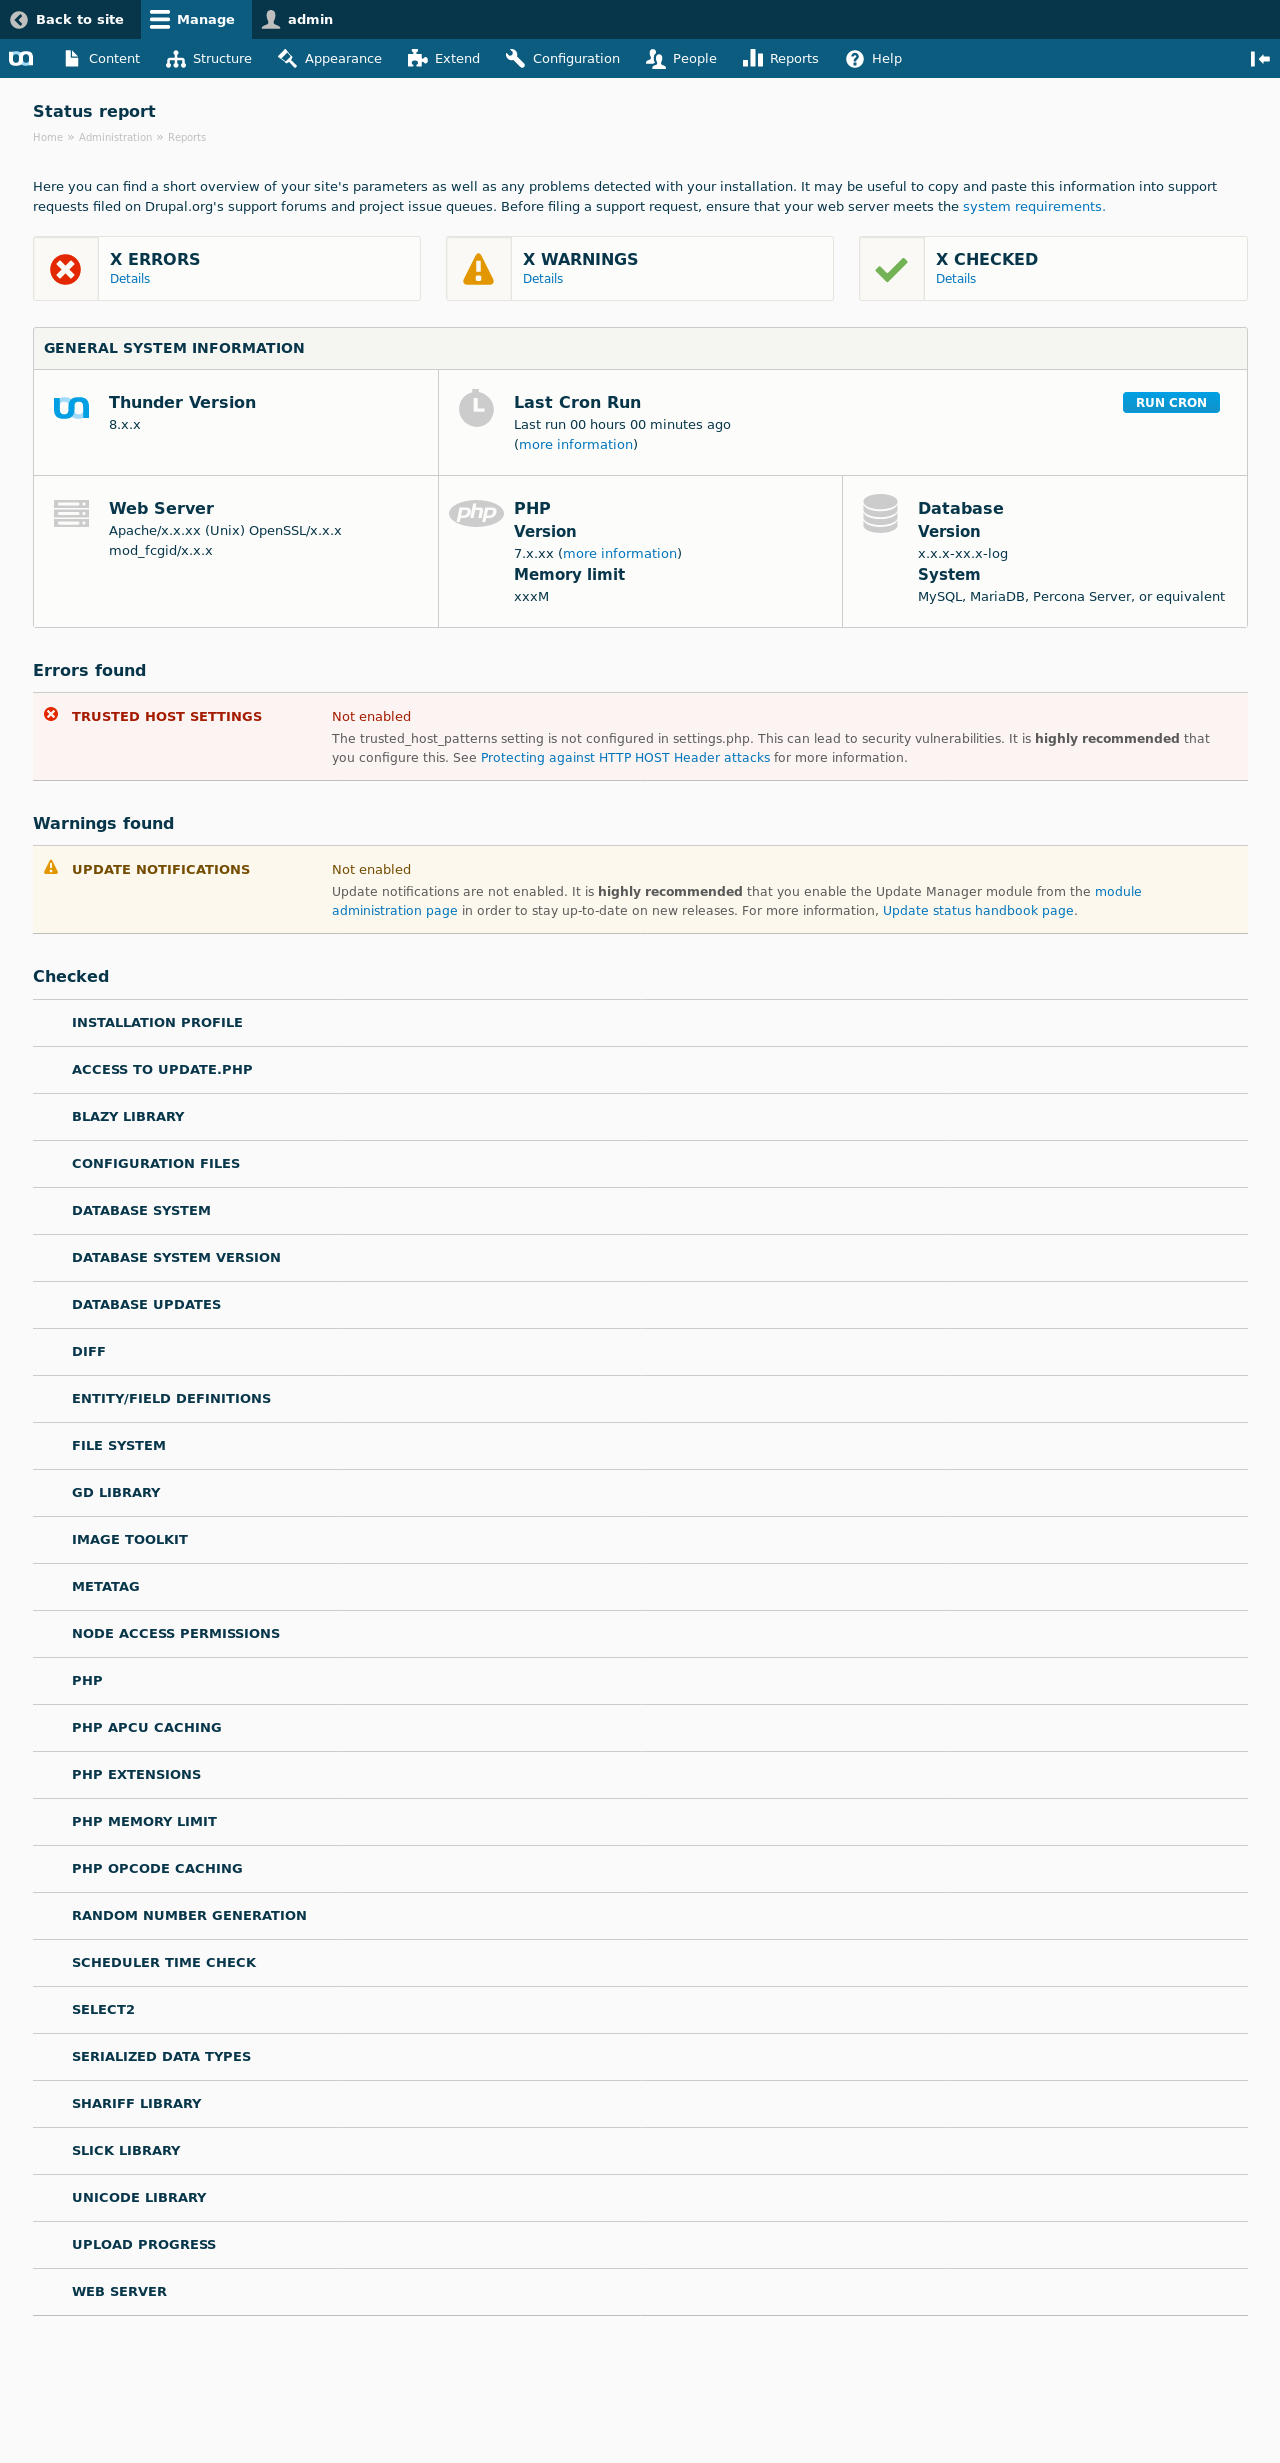 Back to site
Manage
admin
Content
Structure
Appearance
Extend
Configuration
People
Reports
Help
Status report
Home » Administration » Reports
Here you can find a short overview of your site's parameters as well as any problems detected with your installation. It may be useful to copy and paste this information into support
requests filed on Drupal.org's support forums and project issue queues. Before filing a support request, ensure that your web server meets the system requirements.
X ERRORS
Details
X WARNINGS
Details
X CHECKED
Details
GENERAL SYSTEM INFORMATION
Thunder Version
8.x.x
Last Cron Run
Last run 00 hours 00 minutes ago
(more information)
RUN CRON
Web Server
Apache/x.x.xx (Unix) OpenSSL/x.x.x
mod_fcgid/x.x.x
php
PHP
Version
7.x.xx (more information)
Memory limit
xxxM
Database
Version
x.x.x-xx.x-log
System
MySQL, MariaDB, Percona Server, or equivalent
Errors found
TRUSTED HOST SETTINGS
Not enabled
The trusted_host_patterns setting is not configured in settings.php. This can lead to security vulnerabilities. It is highly recommended that
you configure this. See Protecting against HTTP HOST Header attacks for more information.
Warnings found
UPDATE NOTIFICATIONS
Not enabled
Update notifications are not enabled. It is highly recommended that you enable the Update Manager module from the module
administration page in order to stay up-to-date on new releases. For more information, Update status handbook page.
Checked
INSTALLATION PROFILE
ACCESS TO UPDATE.PHP
BLAZY LIBRARY
CONFIGURATION FILES
DATABASE SYSTEM
DATABASE SYSTEM VERSION
DATABASE UPDATES
DIFF
ENTITY/FIELD DEFINITIONS
FILE SYSTEM
GD LIBRARY
IMAGE TOOLKIT
METATAG
NODE ACCESS PERMISSIONS
PHP
PHP APCU CACHING
PHP EXTENSIONS
PHP MEMORY LIMIT
PHP OPCODE CACHING
RANDOM NUMBER GENERATION
SCHEDULER TIME CHECK
SELECT2
SERIALIZED DATA TYPES
SHARIFF LIBRARY
SLICK LIBRARY
UNICODE LIBRARY
UPLOAD PROGRESS
WEB SERVER